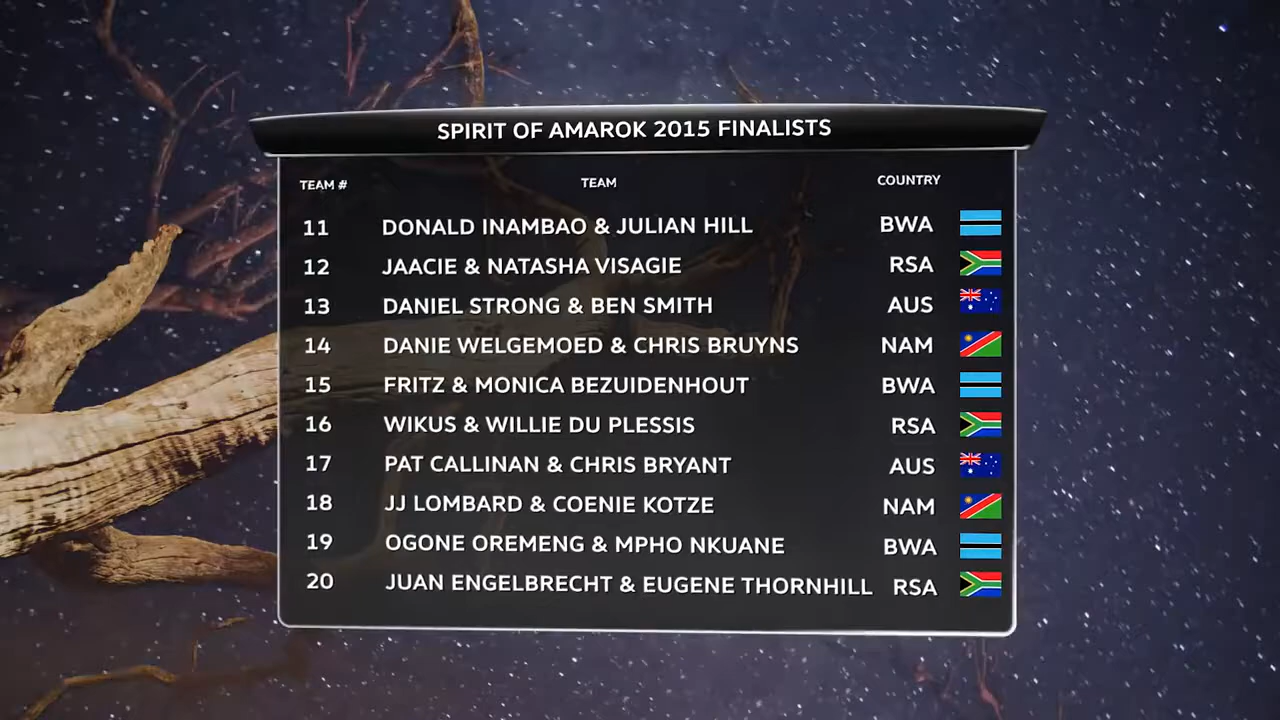 SPIRIT OF AMAROK 2015 FINALISTS
TEAM # TEAM COUNTRY
11 DONALD INAMBAO & JULIAN HILL BWA
12 JAACIE & NATASHA VISAGIE RSA
13 DANIEL STRONG & BEN SMITH AUS
14 DANIE WELGEMOED & CHRIS BRUYNS NAM
15 FRITZ & MONICA BEZUIDENHOUT BWA
16 WIKUS & WILLIE DU PLESSIS RSA
17 PAT CALLINAN & CHRIS BRYANT AUS
18 JJ LOMBARD & COENIE KOTZE NAM
19 OGONE OREMENG & MPHO NKUANE BWA
20 JUAN ENGELBRECHT & EUGENE THORNHILL RSA